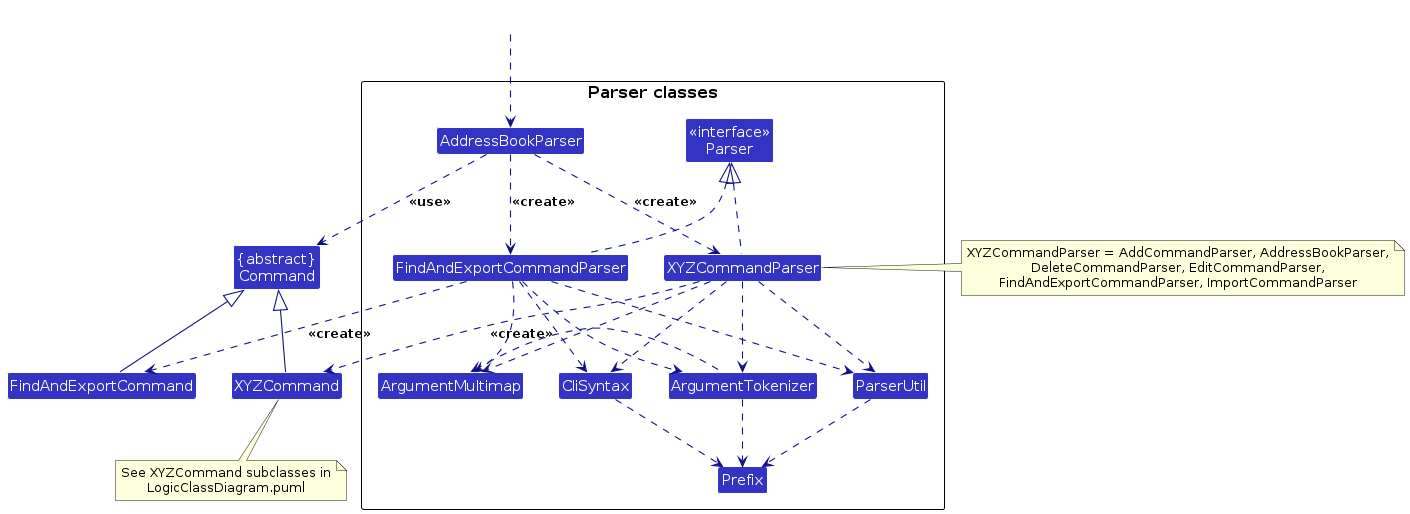 Parser classes
«interface»
Parser
AddressBookParser
«use»
«create»
«create»
{abstract}
Command
FindAndExportCommandParser
XYZCommandParser
XYZCommandParser = AddCommandParser, AddressBookParser,
DeleteCommandParser, EditCommandParser,
FindAndExportCommandParser, ImportCommandParser
«create»
«create»
FindAndExportCommand
XYZCommand
ArgumentMultimap
CliSyntax
ArgumentTokenizer
ParserUtil
See XYZCommand subclasses in
LogicClassDiagram.puml
Prefix